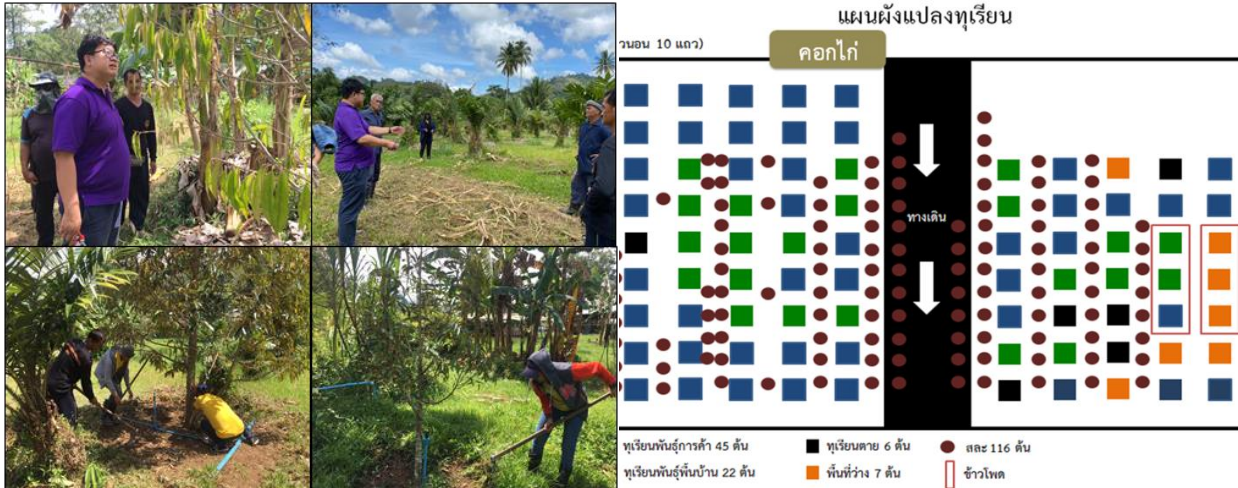 แผนผังแปลงทุเรียน
วนอน 10 แถว)
คอกไก่
ทางเดิน
ทุเรียนพันธุ์การค้า 45 ต้น
ทุเรียนตาย 6 ต้น
สละ 116 ต้น
ทุเรียนพันธุ์พื้นบ้าน 22 ต้น
พื้นที่ว่าง 7 ต้น
ข้าวโพด